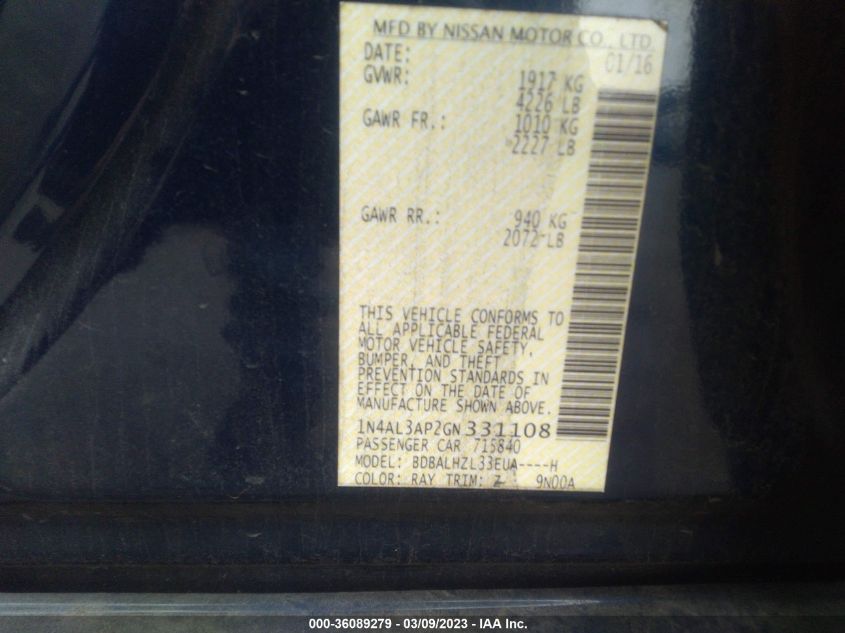 MFD BY NISSAN MOTOR CO., LTD
DATE: 01/16
GVWR: 1917 KG
4226 LB
GAWR FR.: 1010 KG
2227 LB
GAWR RR.: 940 KG
2072 LB
THIS VEHICLE CONFORMS TO
ALL APPLICABLE FEDERAL
MOTOR VEHICLE SAFETY,
BUMPER, AND THEFT
PREVENTION STANDARDS IN
EFFECT ON THE DATE OF
MANUFACTURE SHOWN ABOVE.
1N4AL3AP2GN331108
PASSENGER CAR 715840
MODEL: BDBALHZL33EUA----H
COLOR: RAY TRIM: Z 9N00A
000-36089279 - 03/09/2023 - IAA Inc.